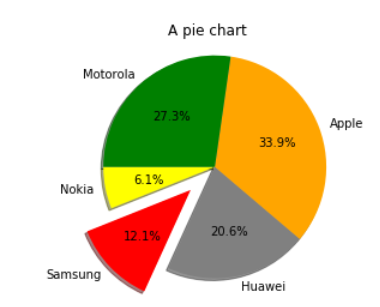 A pie chart
Motorola
27.3%
Apple
33.9%
Nokia
6.1%
Samsung
12.1%
Huawei
20.6%